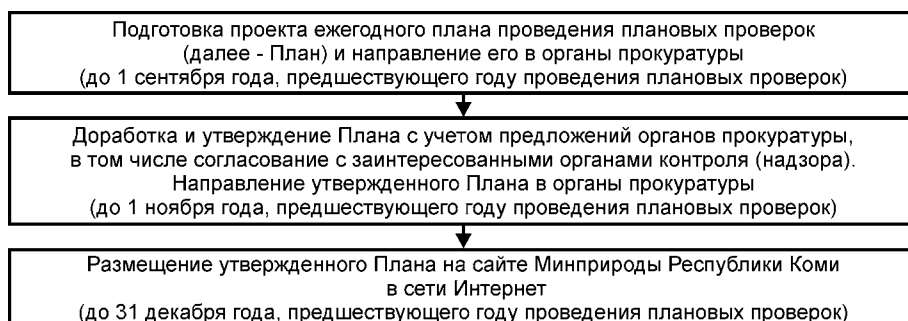 Подготовка проекта ежегодного плана проведения плановых проверок
(далее - План) и направление его в органы прокуратуры
(до 1 сентября года, предшествующего году проведения плановых проверок)
Доработка и утверждение Плана с учетом предложений органов прокуратуры,
в том числе согласование с заинтересованными органами контроля (надзора).
Направление утвержденного Плана в органы прокуратуры
(до 1 ноября года, предшествующего году проведения плановых проверок)
Размещение утвержденного Плана на сайте Минприроды Республики Коми
в сети Интернет
(до 31 декабря года, предшествующего году проведения плановых проверок)